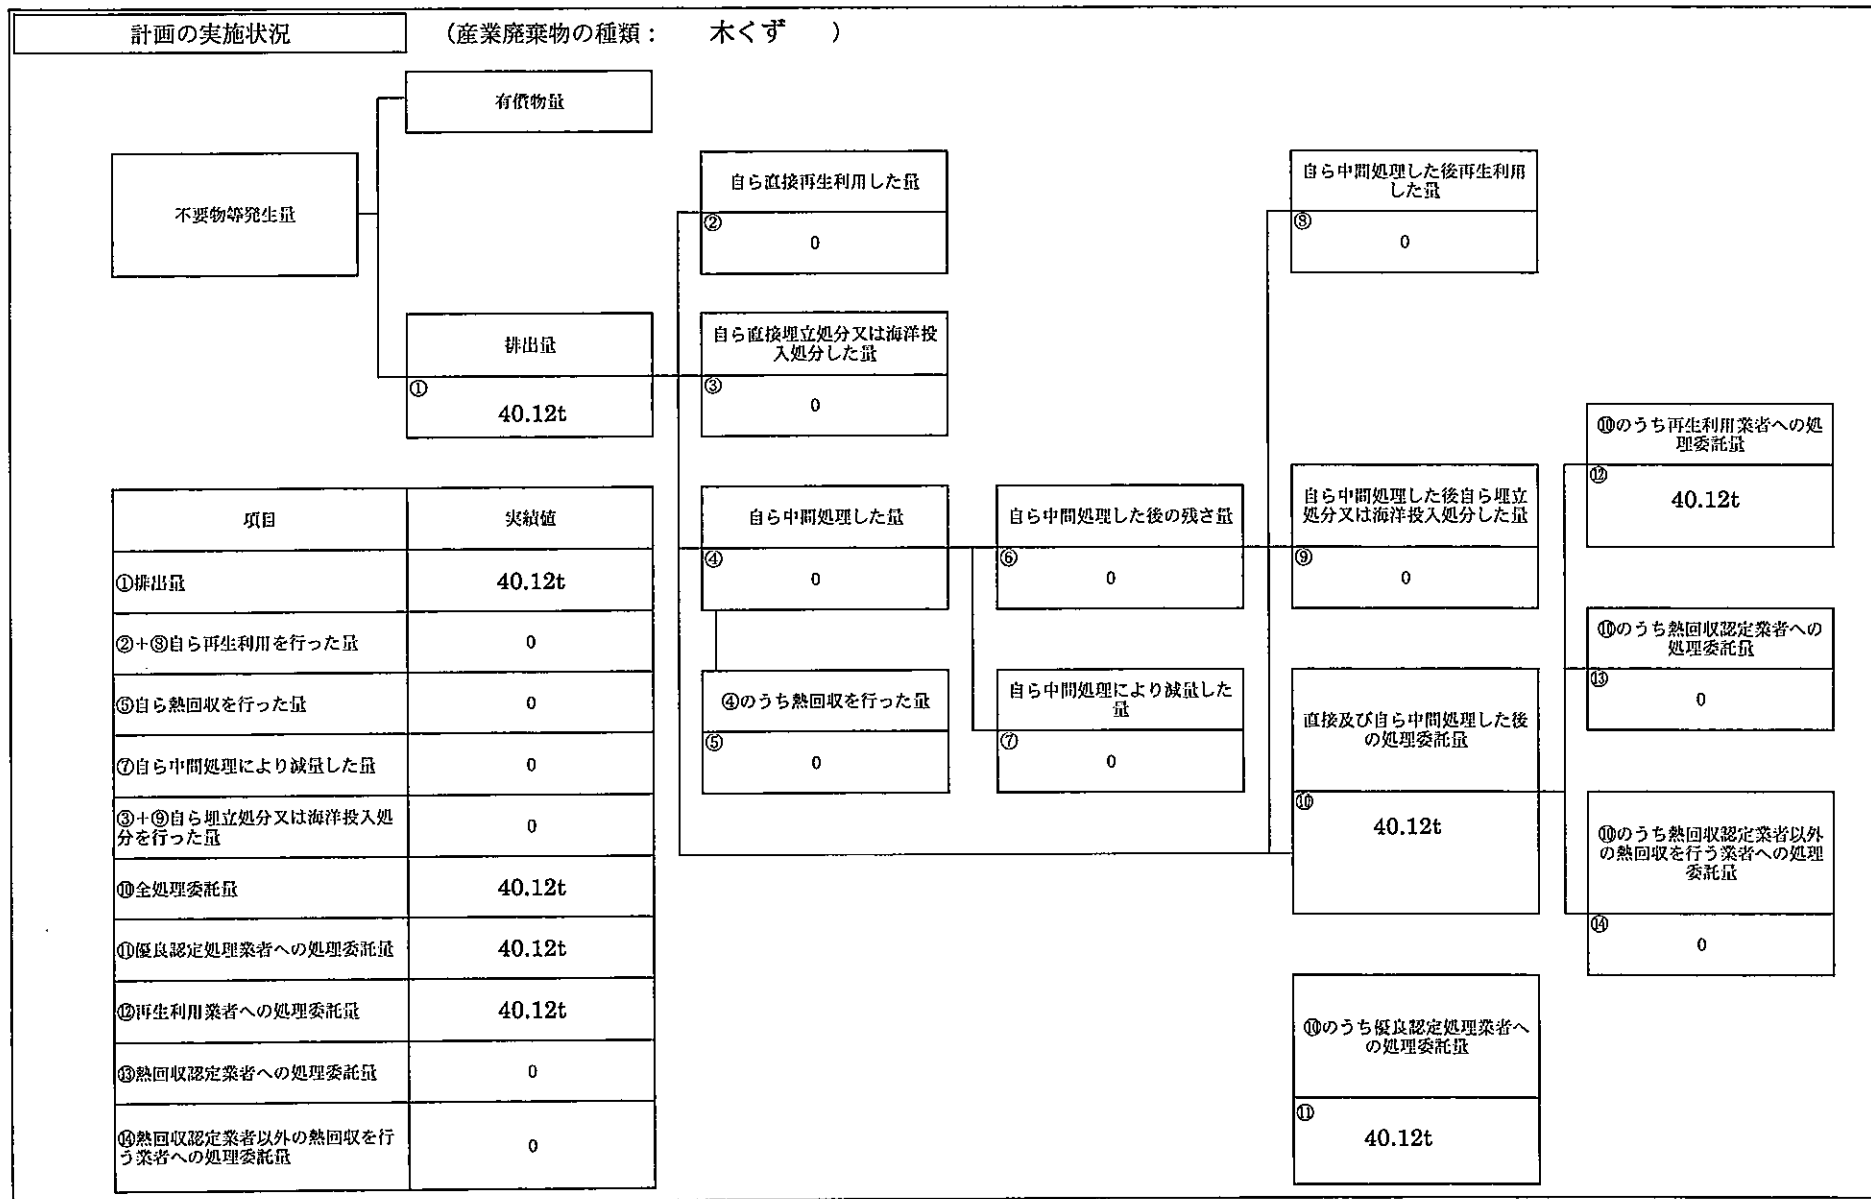 計画の実施状況 (産業廃棄物の種類： 木くず )
有償物量
不要物等発生量
自ら直接再生利用した量
②
0
自ら中間処理した後再生利用
した量
⑧
0
排出量
①
40.12t
自ら直接埋立処分又は海洋投
入処分した量
③
0
⑩のうち再生利用業者への処
理委託量
⑫
40.12t
自ら中間処理した量
④
0
自ら中間処理した後の残さ量
⑥
0
自ら中間処理した後自ら埋立
処分又は海洋投入処分した量
⑨
0
⑩のうち熱回収認定業者への
処理委託量
⑬
0
④のうち熱回収を行った量
⑤
0
自ら中間処理により減量した
量
⑦
0
直接及び自ら中間処理した後
の処理委託量
⑩
40.12t
⑩のうち熱回収認定業者以外
の熱回収を行う業者への処理
委託量
⑭
0
⑩のうち優良認定処理業者へ
の処理委託量
⑪
40.12t
項目 実績値
①排出量 40.12t
②+⑧自ら再生利用を行った量 0
⑤自ら熱回収を行った量 0
⑦自ら中間処理により減量した量 0
③+⑨自ら埋立処分又は海洋投入処
分を行った量 0
⑩全処理委託量 40.12t
⑪優良認定処理業者への処理委託量 40.12t
⑫再生利用業者への処理委託量 40.12t
⑬熱回収認定業者への処理委託量 0
⑭熱回収認定業者以外の熱回収を行
う業者への処理委託量 0